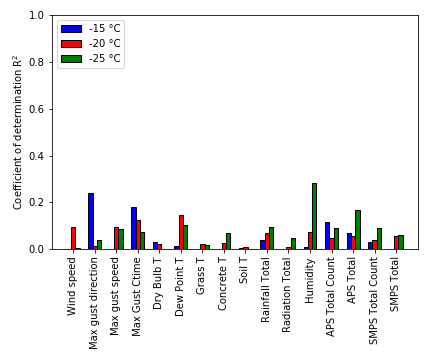 1.0
0.8
0.6
0.4
0.2
0.0
Coefficient of determination R²
-15 °C
-20 °C
-25 °C
Wind speed
Max gust direction
Max gust speed
Max Gust Ctime
Dry Bulb T
Dew Point T
Grass T
Concrete T
Soil T
Rainfall Total
Radiation Total
Humidity
APS Total Count
APS Total
SMPS Total Count
SMPS Total